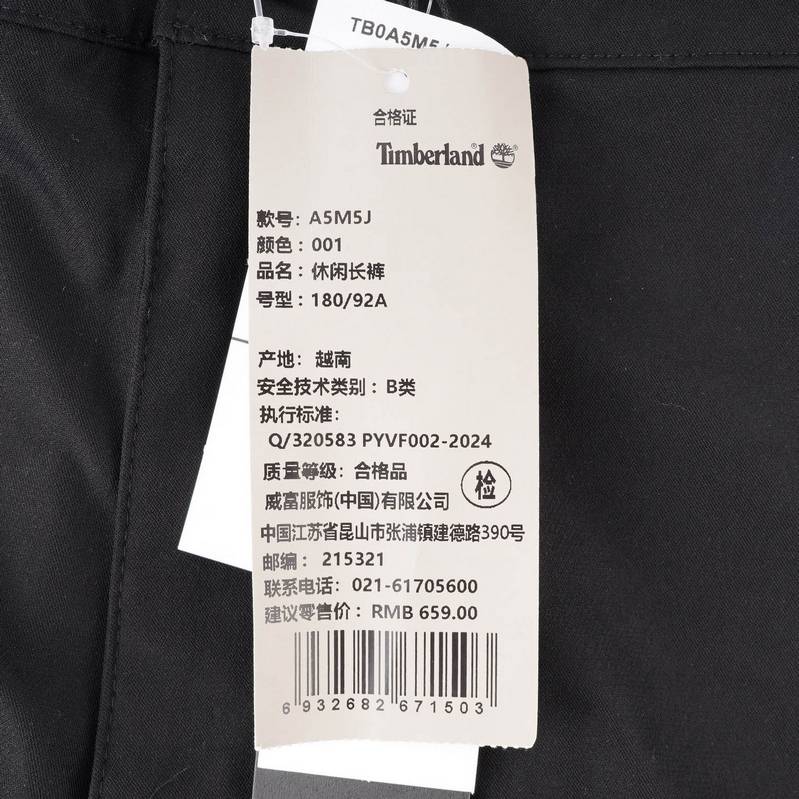 TB0A5M5J
合格证
Timberland
款号: A5M5J
颜色: 001
品名: 休闲长裤
号型: 180/92A
产地: 越南
安全技术类别: B类
执行标准:
Q/320583 PYVF002-2024
质量等级: 合格品
检
威富服饰(中国)有限公司
中国江苏省昆山市张浦镇建德路390号
邮编: 215321
联系电话: 021-61705600
建议零售价: RMB 659.00
6 932682 671503